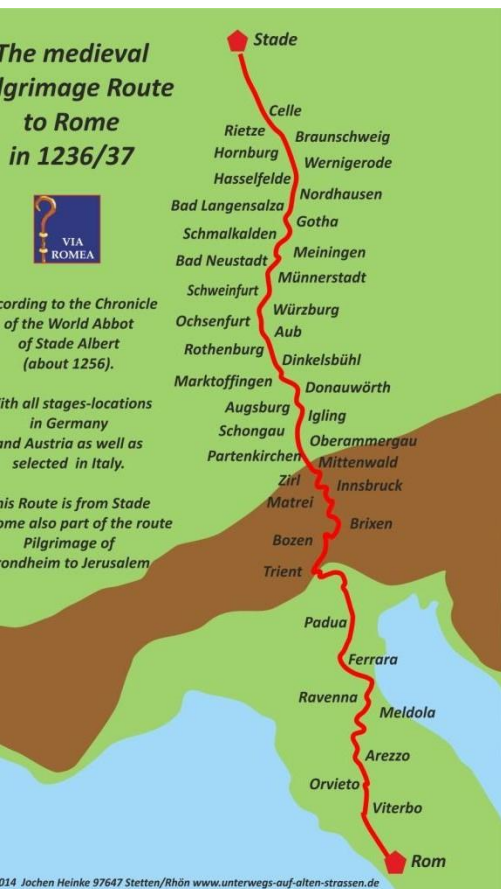 The medieval
lgrimage Route
to Rome
in 1236/37
VIA
ROMEA
cording to the Chronicle
of the World Abbot
of Stade Albert
(about 1256).
ith all stages-locations
in Germany
and Austria as well as
selected in Italy.
his Route is from Stade
ome also part of the route
Pilgrimage of
rondheim to Jerusalem
Stade
Celle
Rietze
Braunschweig
Hornburg
Wernigerode
Hasselfelde
Nordhausen
Bad Langensalza
Gotha
Schmalkalden
Meiningen
Bad Neustadt
Münnerstadt
Schweinfurt
Würzburg
Ochsenfurt
Aub
Rothenburg
Dinkelsbühl
Marktoffingen
Donauwörth
Augsburg
Igling
Schongau
Oberammergau
Partenkirchen
Mittenwald
Zirl
Innsbruck
Matrei
Brixen
Bozen
Trient
Padua
Ferrara
Ravenna
Meldola
Arezzo
Orvieto
Viterbo
Rom
014 Jochen Heinke 97647 Stetten/Rhön www.unterwegs-auf-alten-strassen.de